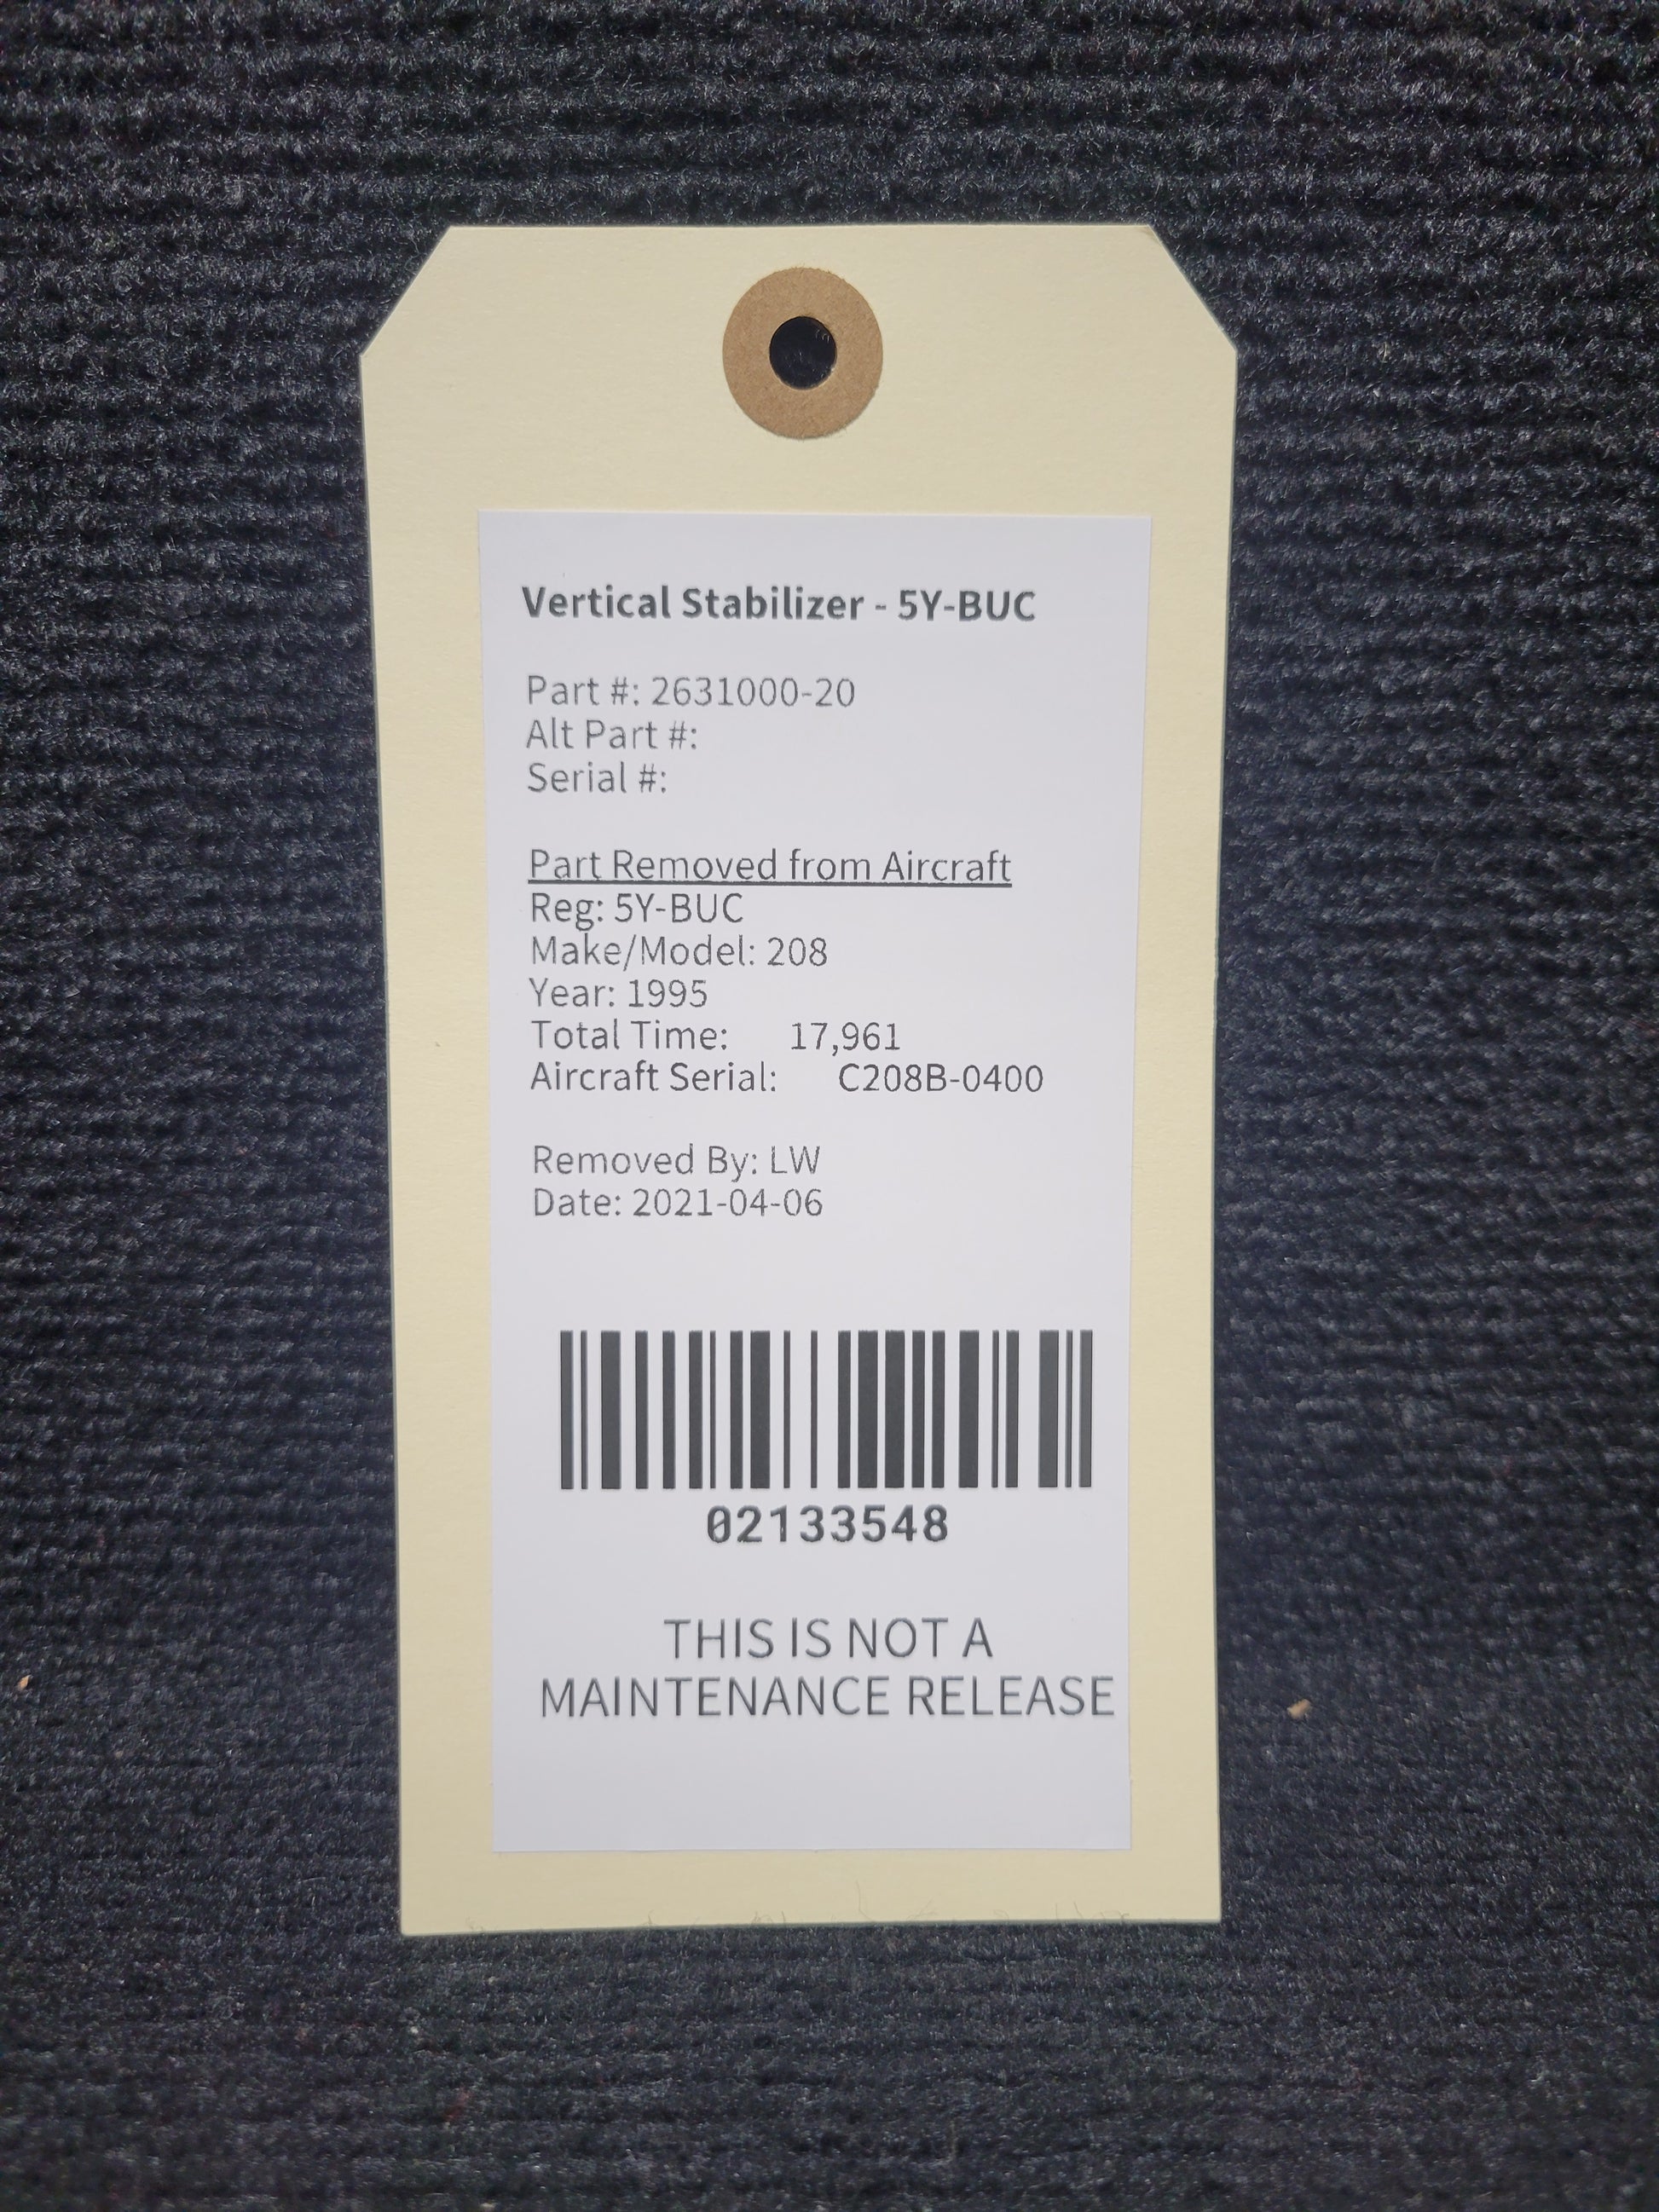 Vertical Stabilizer - 5Y-BUC
Part #: 2631000-20
Alt Part #:
Serial #:
Part Removed from Aircraft
Reg: 5Y-BUC
Make/Model: 208
Year: 1995
Total Time: 17,961
Aircraft Serial: C208B-0400
Removed By: LW
Date: 2021-04-06
02133548
THIS IS NOT A
MAINTENANCE RELEASE